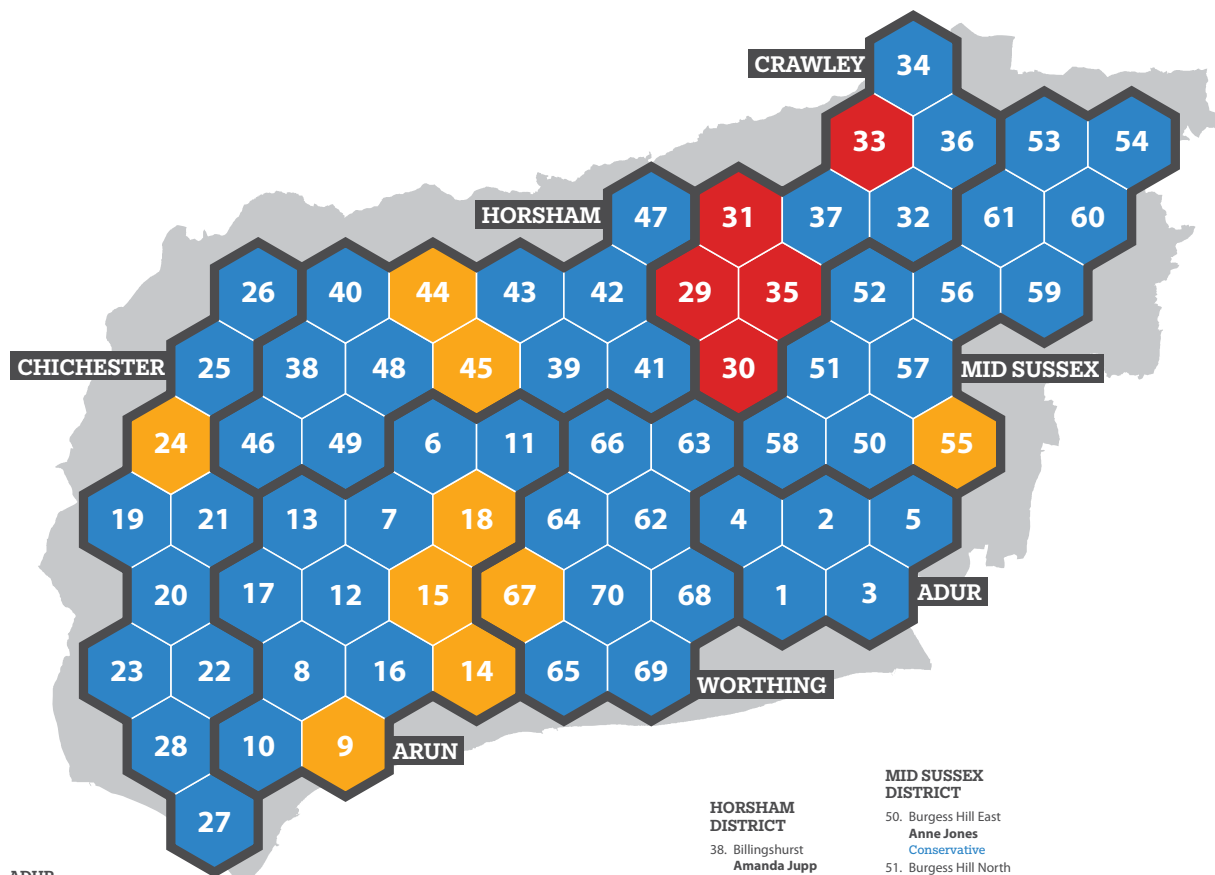 CRAWLEY 34
33 36 53 54
HORSHAM 47 31 37 32 61 60
26 40 44 43 42 29 35 52 56 59
CHICHESTER 25 38 48 45 39 41 30 51 57 MID SUSSEX
24 46 49 6 11 66 63 58 50 55
19 21 13 7 18 64 62 4 2 5
20 17 12 15 67 70 68 1 3 ADUR
23 22 8 16 14 65 69 WORTHING
28 10 9 ARUN
27
ADUR
HORSHAM
DISTRICT
38. Billingshurst
Amanda Jupp
MID SUSSEX
DISTRICT
50. Burgess Hill East
Anne Jones
Conservative
51. Burgess Hill North